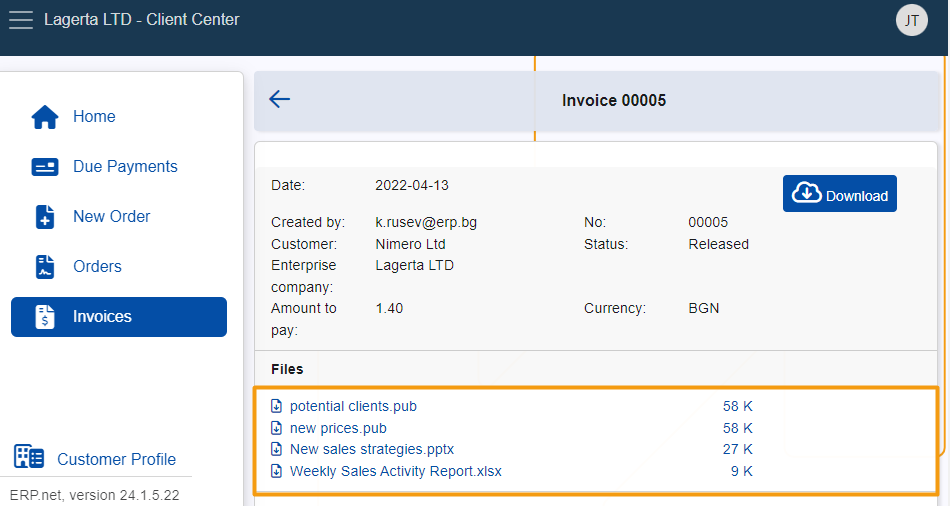 Lagerta LTD - Client Center
JT
Home
Due Payments
New Order
Orders
Invoices
Customer Profile
ERP.net, version 24.1.5.22
Invoice 00005
Date: 2022-04-13
Download
Created by: k.rusev@erp.bg No: 00005
Customer: Nimero Ltd Status: Released
Enterprise company: Lagerta LTD
Amount to pay: 1.40 Currency: BGN
Files
potential clients.pub 58 K
new prices.pub 58 K
New sales strategies.pptx 27 K
Weekly Sales Activity Report.xlsx 9 K